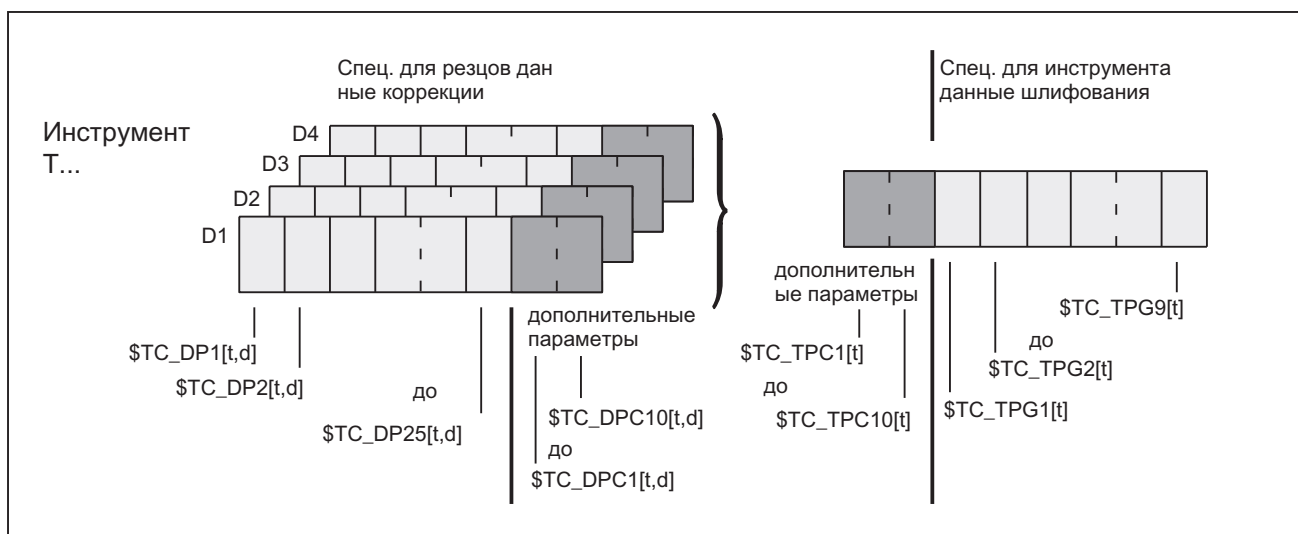 Спец. для резцов дан
ные коррекции
Спец. для инструмента
данные шлифования
Инструмент
T...
D4
D3
D2
D1
дополнительные
параметры
$TC_DP1[t,d]
$TC_DP2[t,d]
до
$TC_DP25[t,d]
$TC_DPC10[t,d]
до
$TC_DPC1[t,d]
дополнительн
ые параметры
$TC_TPC1[t]
до
$TC_TPC10[t]
$TC_TPG9[t]
до
$TC_TPG2[t]
$TC_TPG1[t]